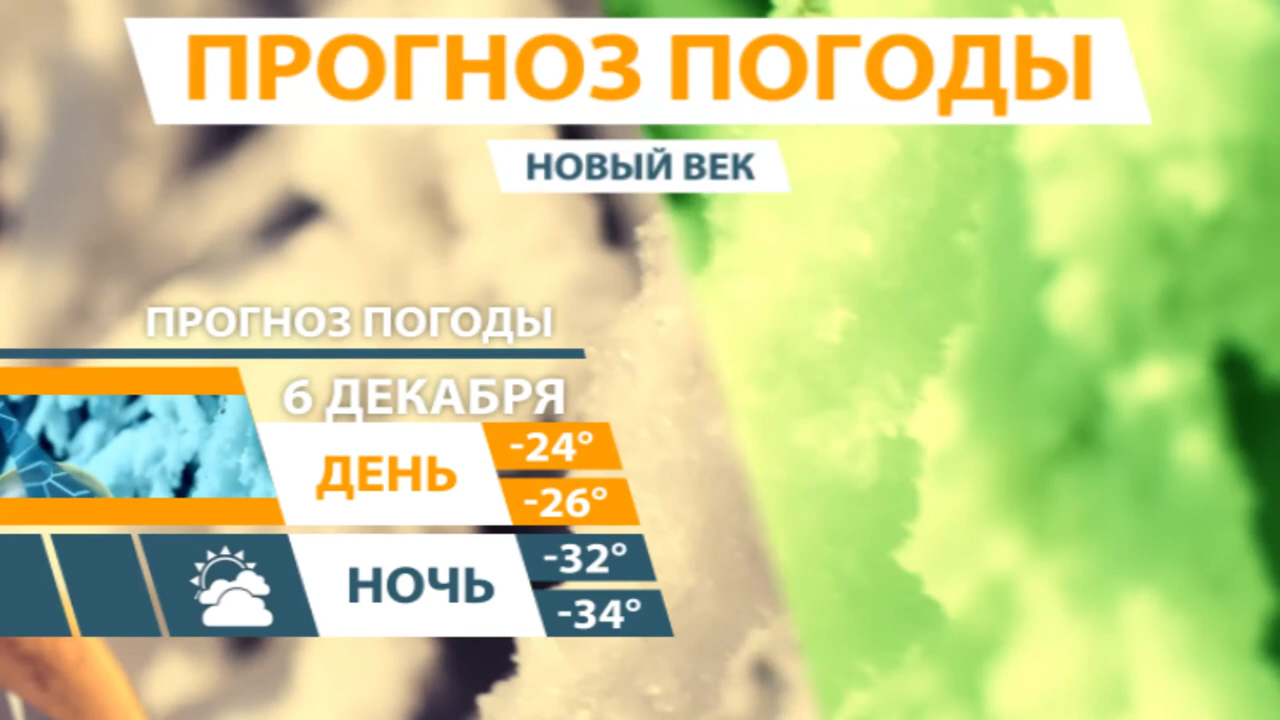 ПРОГНОЗ ПОГОДЫ
НОВЫЙ ВЕК
ПРОГНОЗ ПОГОДЫ
6 ДЕКАБРЯ
ДЕНЬ
-24°
-26°
НОЧЬ
-32°
-34°